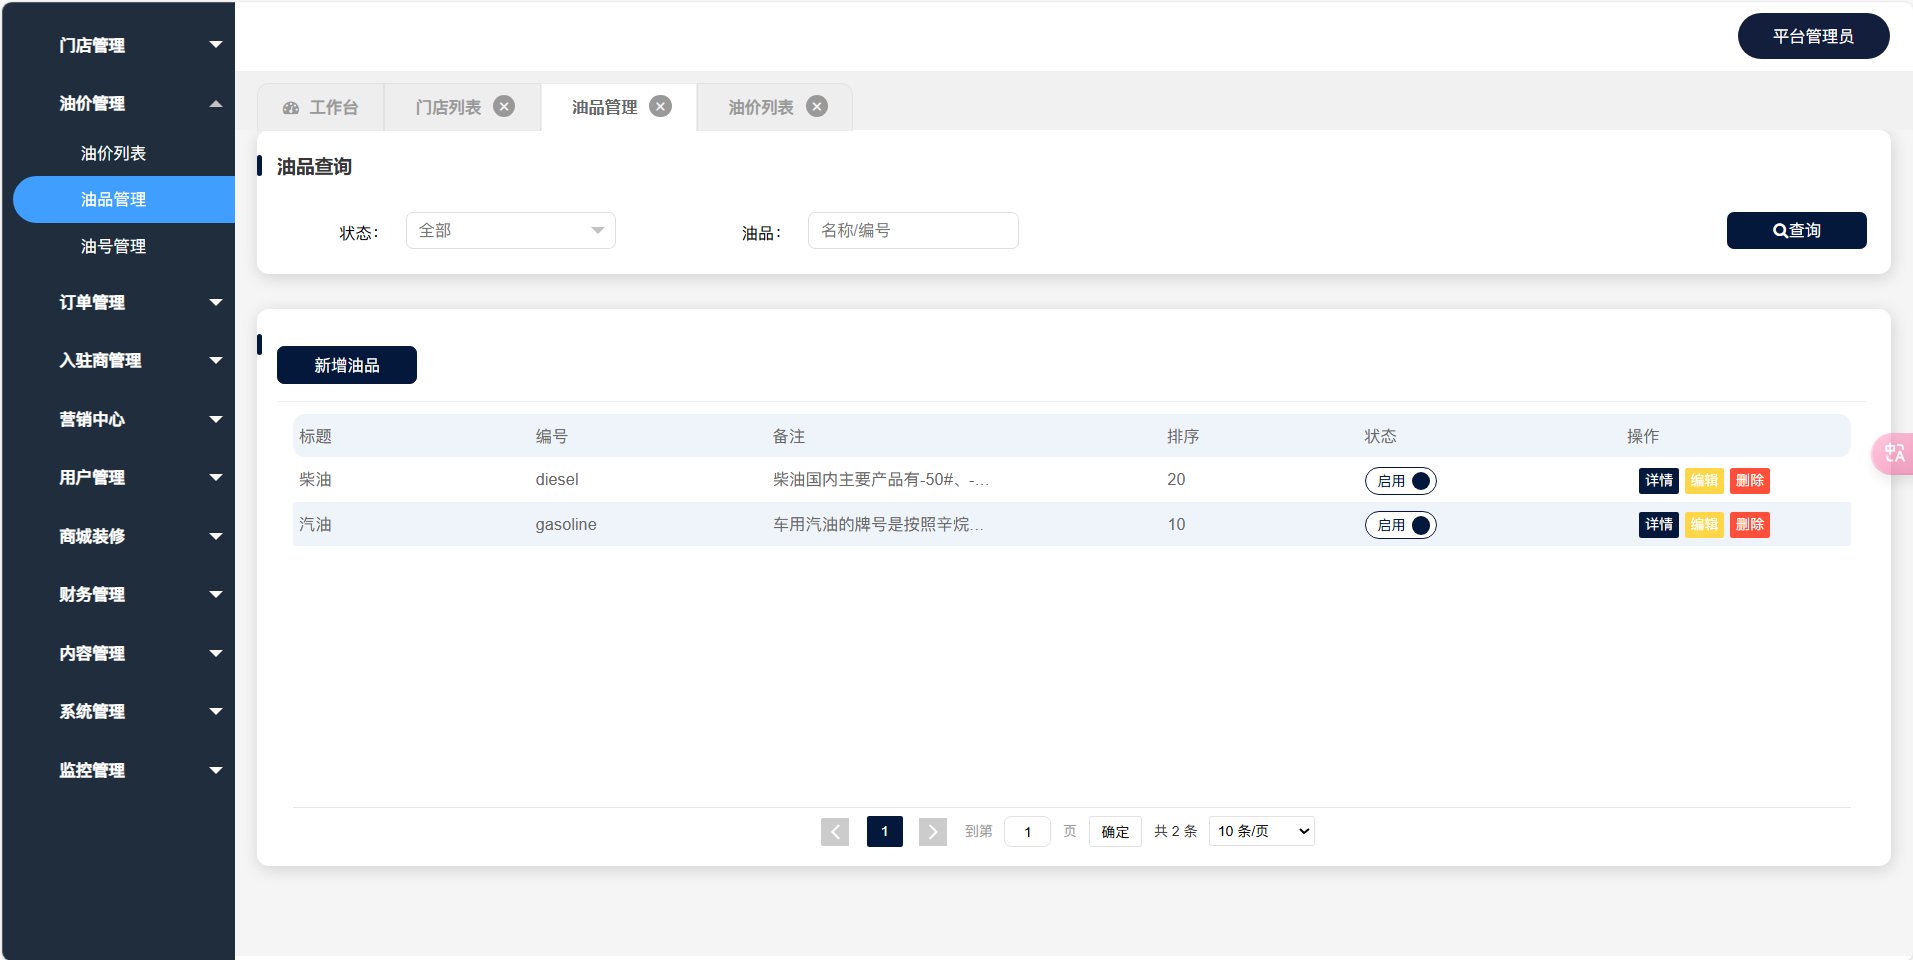 门店管理
油价管理
油价列表
油品管理
油号管理
订单管理
入驻商管理
营销中心
用户管理
商城装修
财务管理
内容管理
系统管理
监控管理
平台管理员
工作台 门店列表 油品管理 油价列表
油品查询
状态： 全部 油品： 名称/编号 查询
新增油品
标题 编号 备注 排序 状态 操作
柴油 diesel 柴油国内主要产品有-50#、-... 20 启用 详情 编辑 删除
汽油 gasoline 车用汽油的牌号是按照辛烷... 10 启用 详情 编辑 删除
1 到第 1 页 确定 共 2 条 10 条/页
中A